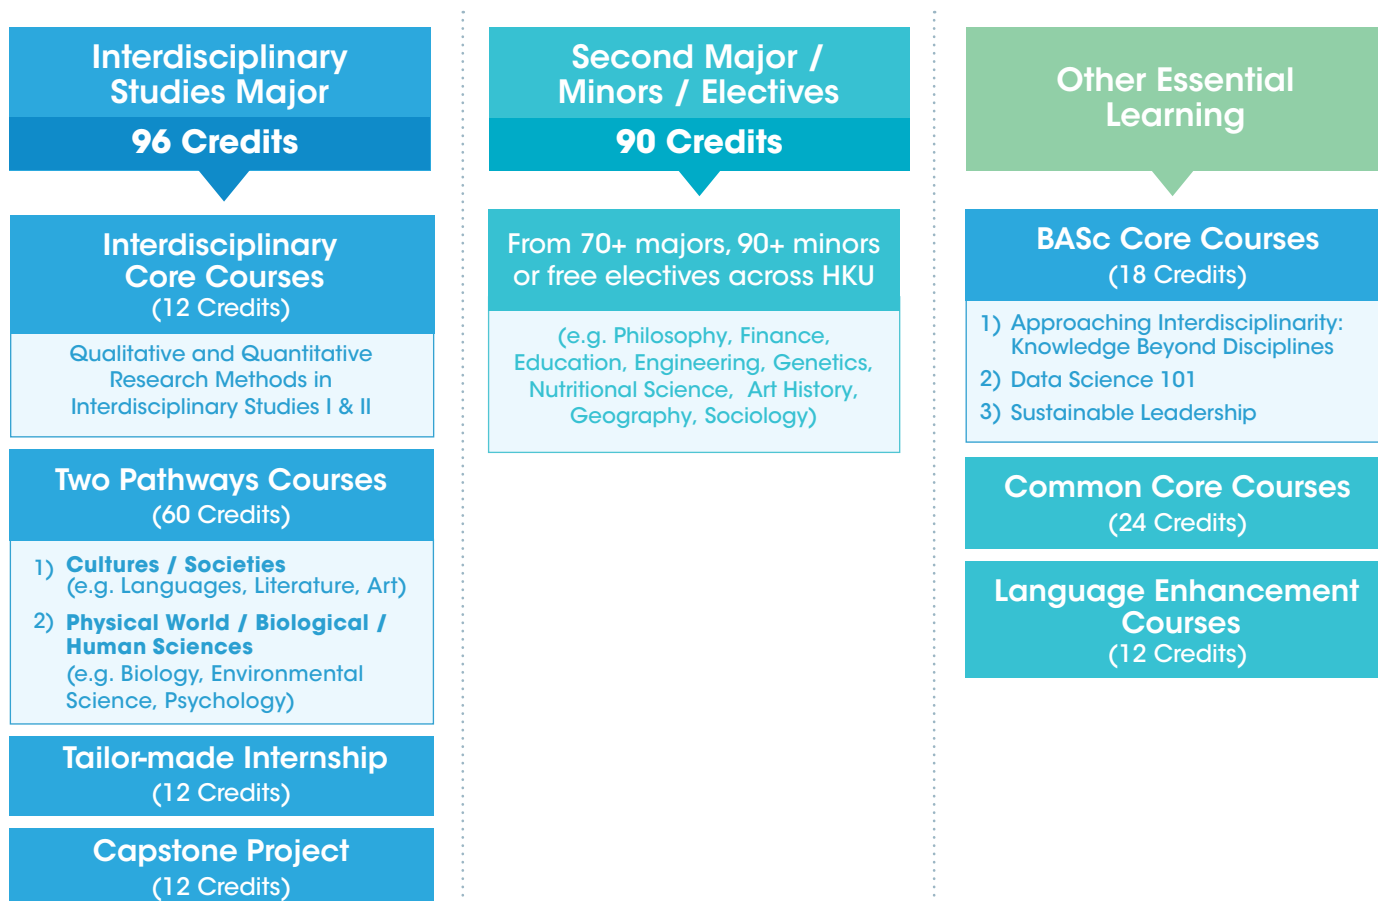 Interdisciplinary
Studies Major
96 Credits
Interdisciplinary
Core Courses
(12 Credits)
Qualitative and Quantitative
Research Methods in
Interdisciplinary Studies I & II
Two Pathways Courses
(60 Credits)
1) Cultures / Societies
(e.g. Languages, Literature, Art)
2) Physical World / Biological /
Human Sciences
(e.g. Biology, Environmental
Science, Psychology)
Tailor-made Internship
(12 Credits)
Capstone Project
(12 Credits)
Second Major /
Minors / Electives
90 Credits
From 70+ majors, 90+ minors
or free electives across HKU
(e.g. Philosophy, Finance,
Education, Engineering, Genetics,
Nutritional Science, Art History,
Geography, Sociology)
Other Essential
Learning
BASc Core Courses
(18 Credits)
1) Approaching Interdisciplinarity:
Knowledge Beyond Disciplines
2) Data Science 101
3) Sustainable Leadership
Common Core Courses
(24 Credits)
Language Enhancement
Courses
(12 Credits)